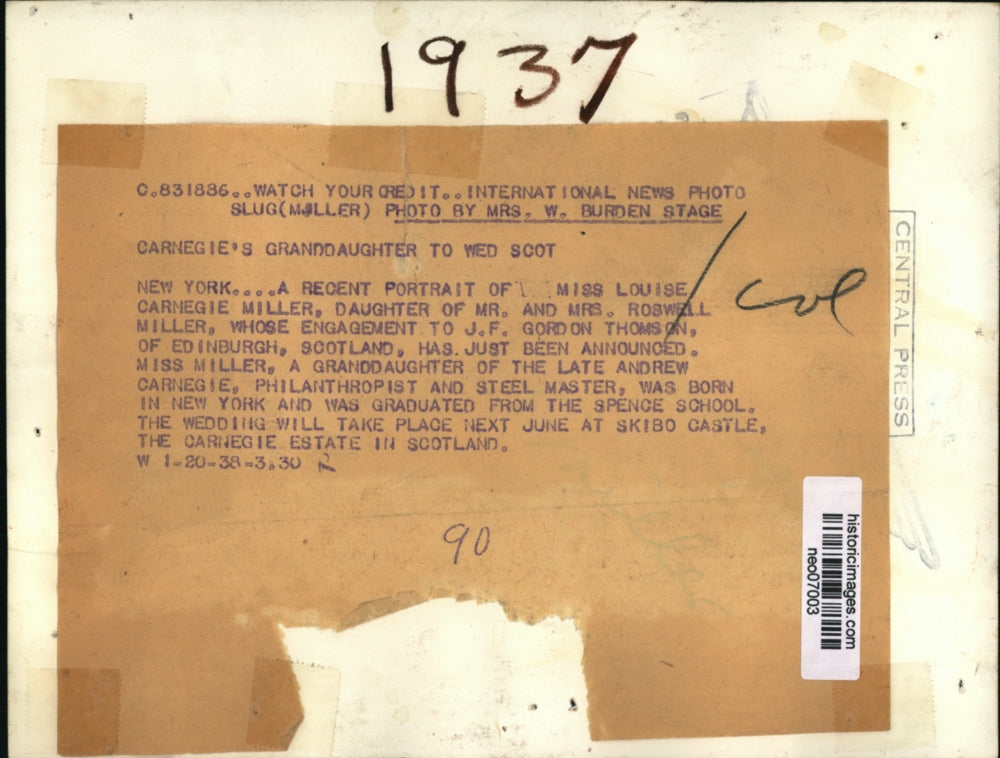 1937
C.831886..WATCH YOUR CREDIT..INTERNATIONAL NEWS PHOTO
SLUG(MILLER) PHOTO BY MRS. W. BURDEN STAGE
CARNEGIE'S GRANDDAUGHTER TO WED SCOT
NEW YORK....A RECENT PORTRAIT OF MISS LOUISE
CARNEGIE MILLER, DAUGHTER OF MR. AND MRS. ROSWELL
MILLER, WHOSE ENGAGEMENT TO J.F. GORDON THOMSON,
OF EDINBURGH, SCOTLAND, HAS JUST BEEN ANNOUNCED.
MISS MILLER, A GRANDDAUGHTER OF THE LATE ANDREW
CARNEGIE, PHILANTHROPIST AND STEEL MASTER, WAS BORN
IN NEW YORK AND WAS GRADUATED FROM THE SPENCE SCHOOL.
THE WEDDING WILL TAKE PLACE NEXT JUNE AT SKIBO CASTLE,
THE CARNEGIE ESTATE IN SCOTLAND.
W 1-20-38-3.30
90
CENTRAL PRESS
historicimages.com
neo07003